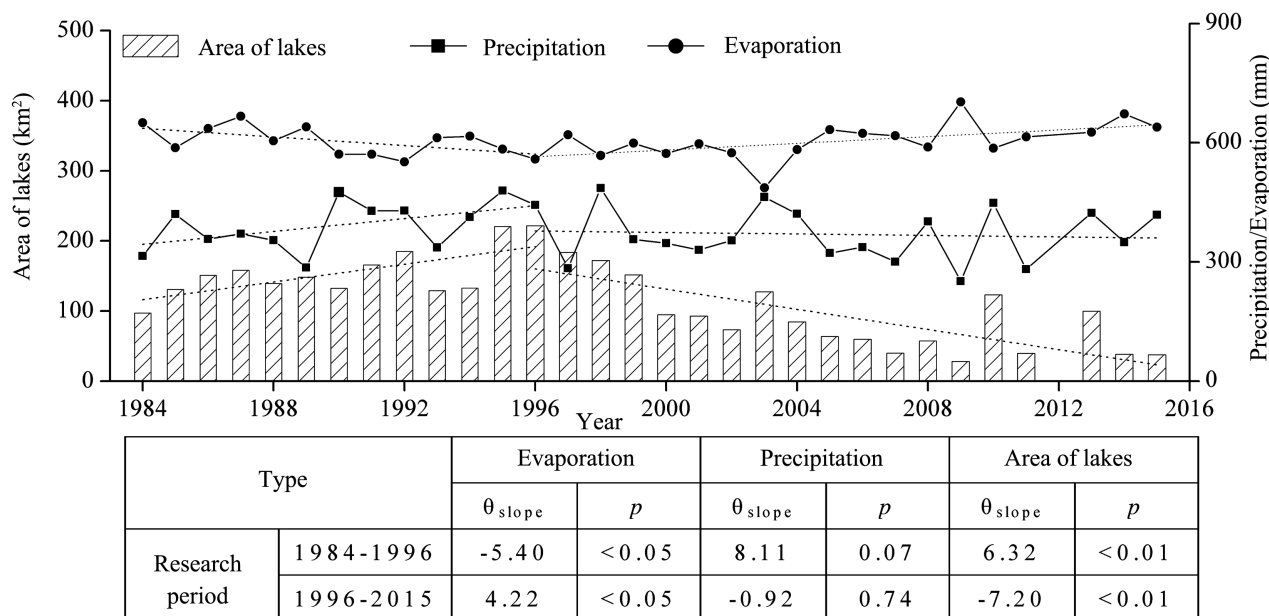 500
400
300
200
100
0
Area of lakes (km²)
Area of lakes
Precipitation
Evaporation
900
600
300
0
Precipitation/Evaporation (mm)
1984 1988 1992 1996 2000 2004 2008 2012 2016
Year
Type Evaporation Precipitation Area of lakes
θslope p θslope p θslope p
Research period
1984-1996 -5.40 <0.05 8.11 0.07 6.32 <0.01
1996-2015 4.22 <0.05 -0.92 0.74 -7.20 <0.01